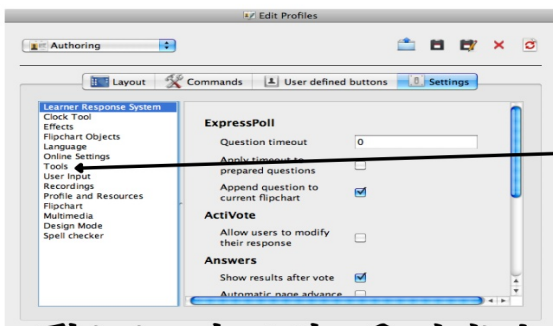 Edit Profiles
Authoring
Layout Commands User defined buttons Settings
Learner Response System
Clock Tool
Effects
Flipchart Objects
Language
Online Settings
Tools
User Input
Recordings
Profile and Resources
Flipchart
Multimedia
Design Mode
Spell checker
ExpressPoll
Question timeout 0
Apply timeout to
prepared questions
Append question to
current flipchart
ActiVote
Allow users to modify
their response
Answers
Show results after vote
Automatic page advance